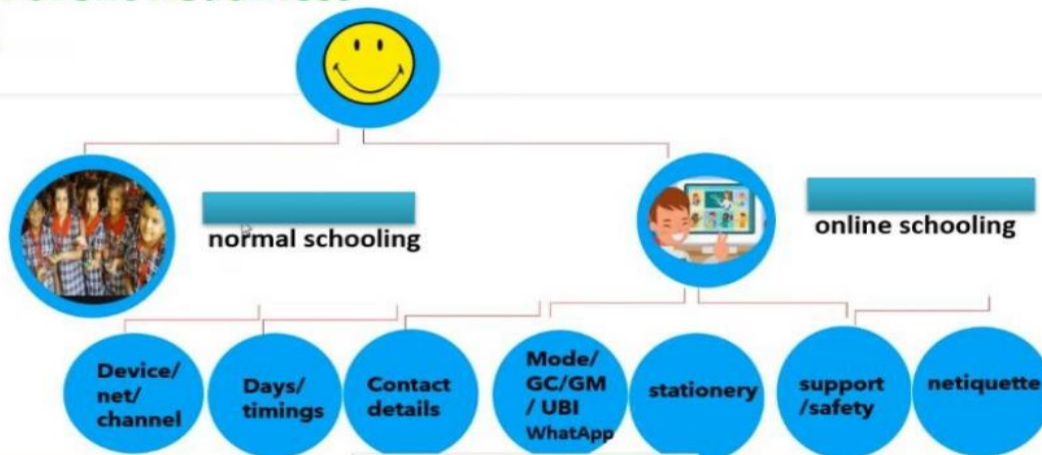 normal schooling
online schooling
Device/
net/
channel
Days/
timings
Contact
details
Mode/
GC/GM
/ UBI
WhatApp
stationery
support
/safety
netiquette